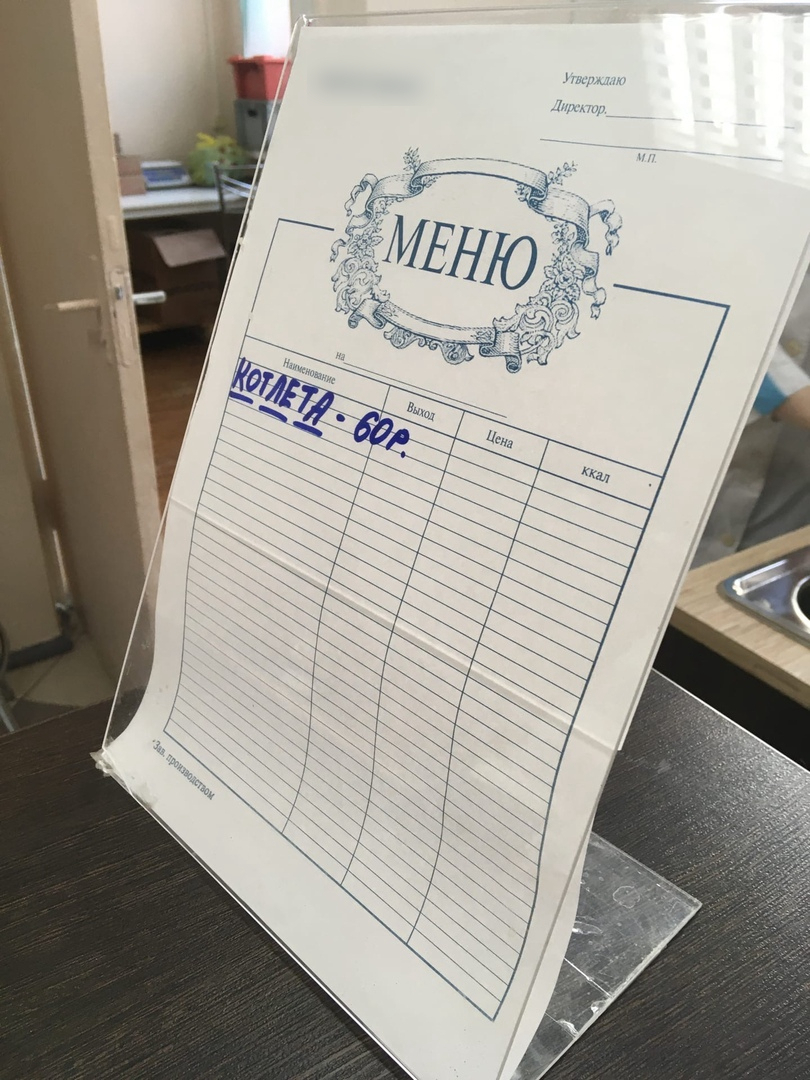 Утверждаю
Директор.
М.П.
МЕНЮ
на
Наименование Выход Цена ккал
КОТЛЕТА - 60р.
Зав. производством